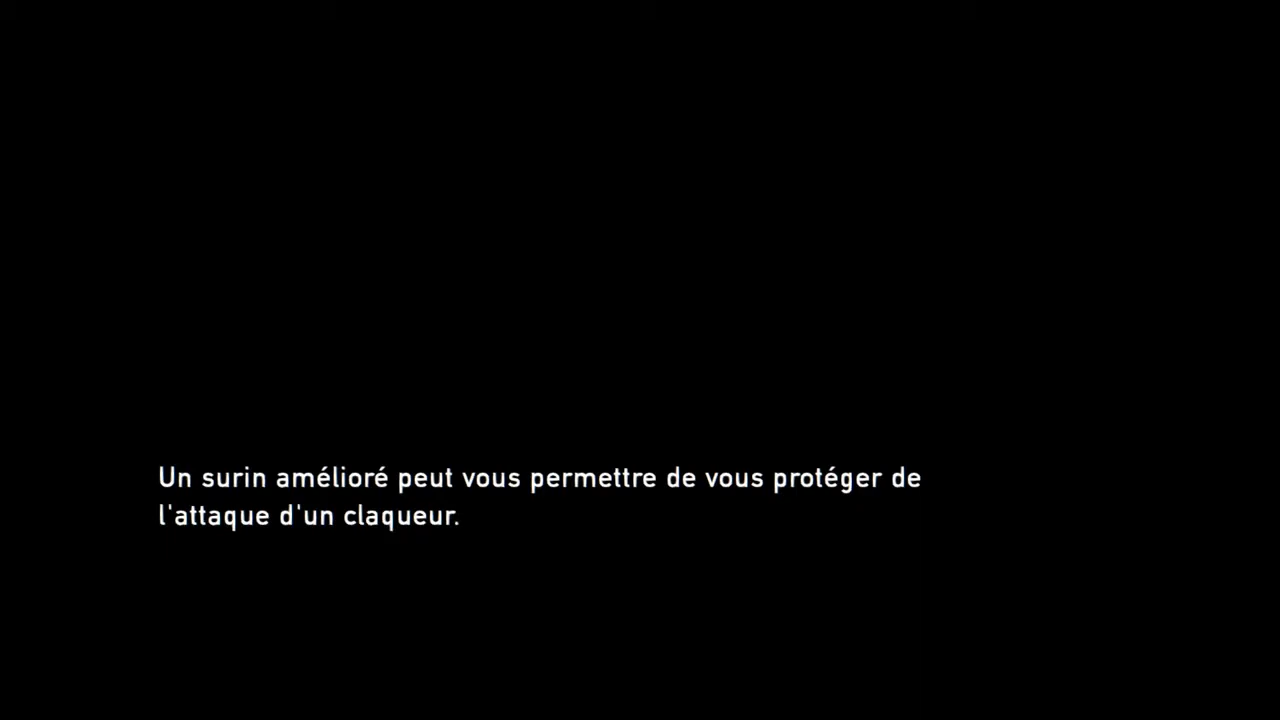 Un surin amélioré peut vous permettre de vous protéger de
l'attaque d'un claqueur.